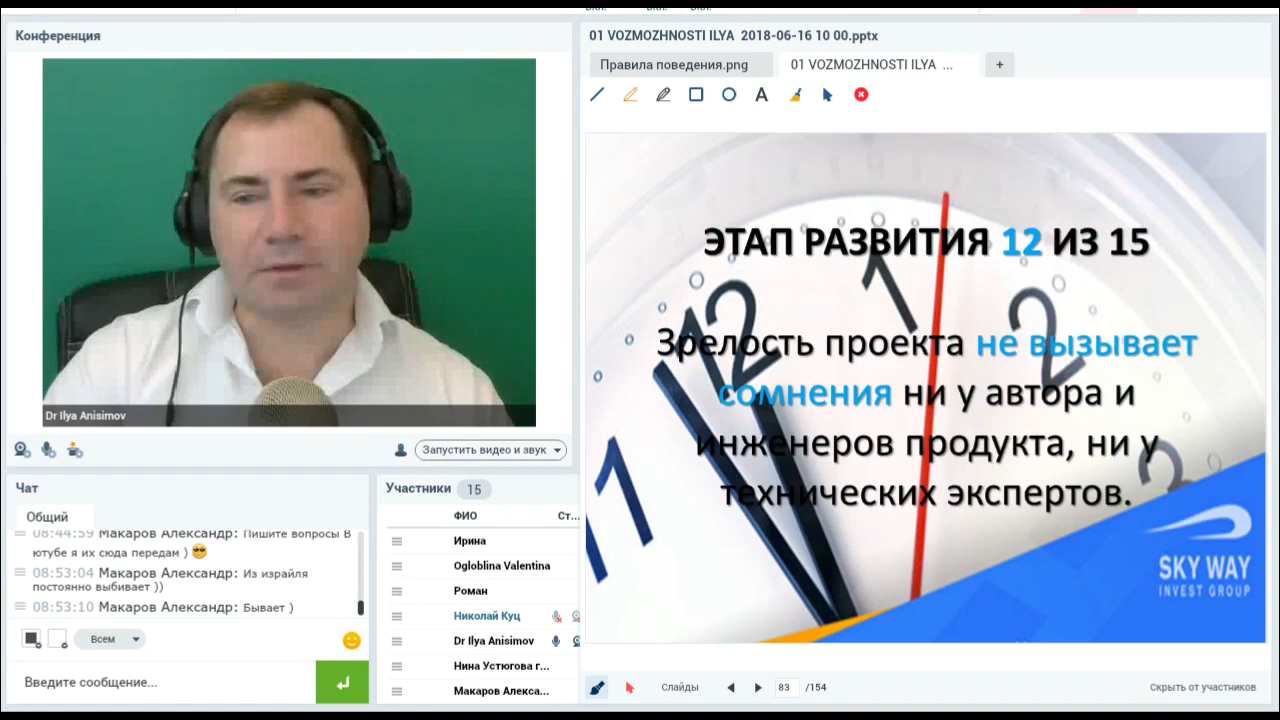 Конференция
Dr Ilya Anisimov
Запустить видео и звук
Чат
Общий
08:44:59 Макаров Александр: Пишите вопросы В
ютубе я их сюда передам )
08:53:04 Макаров Александр: Из израйля
постоянно выбивает ))
08:53:10 Макаров Александр: Бывает )
Всем
Введите сообщение...
Участники 15
ФИО Ст...
Ирина
Ogloblina Valentina
Роман
Николай Куц
Dr Ilya Anisimov
Нина Устюгова г...
Макаров Алекса...
01 VOZMOZHNOSTI ILYA 2018-06-16 10 00.pptx
Правила поведения.png 01 VOZMOZHNOSTI ILYA ... +
A
ЭТАП РАЗВИТИЯ 12 ИЗ 15
Зрелость проекта не вызывает
сомнения ни у автора и
инженеров продукта, ни у
технических экспертов.
11 12 1 2 3
SKY WAY
INVEST GROUP
Слайды 83 /154
Скрыть от участников